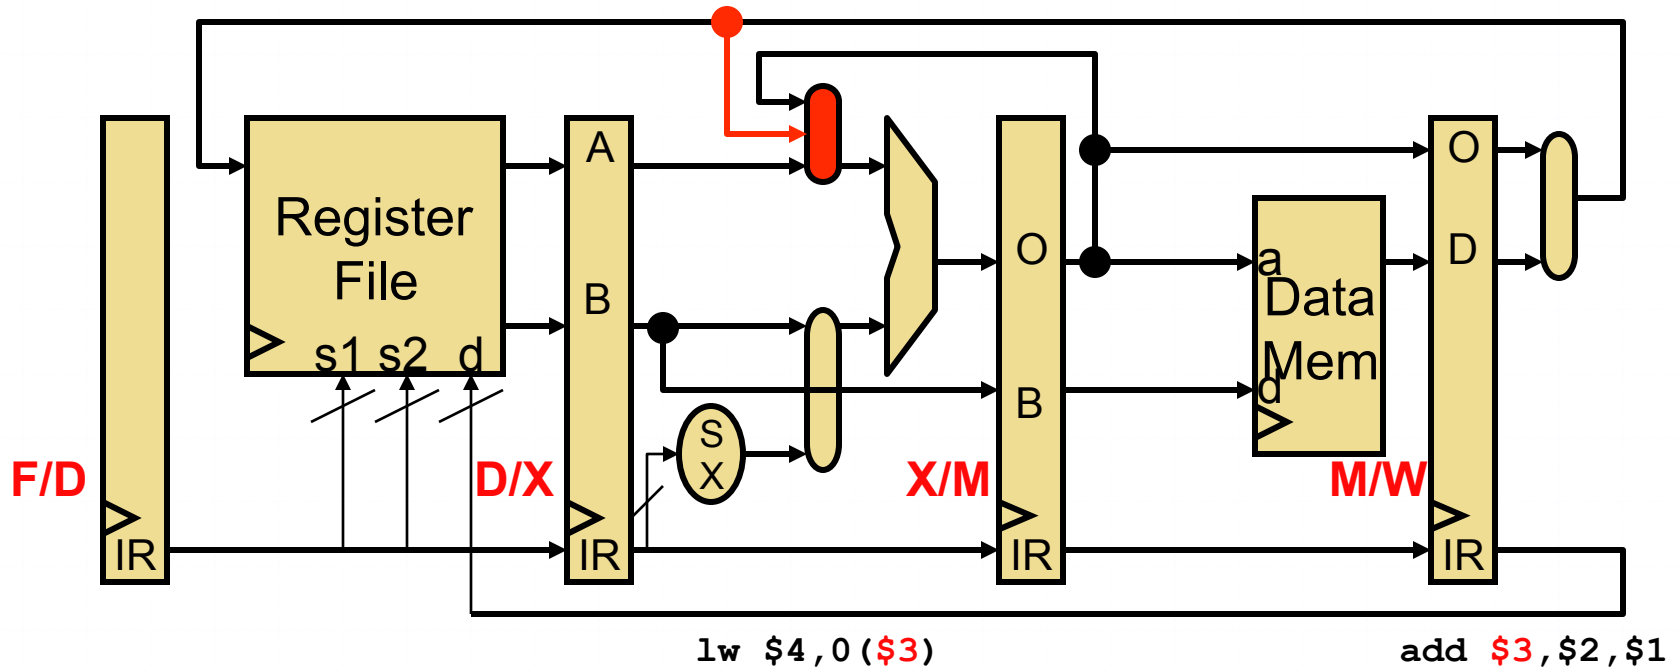 Register
File
s1 s2 d
A
B
S
X
O
B
a
Data
Mem
d
O
D
F/D
D/X
X/M
M/W
IR
IR
IR
IR
lw $4,0($3)
add $3,$2,$1